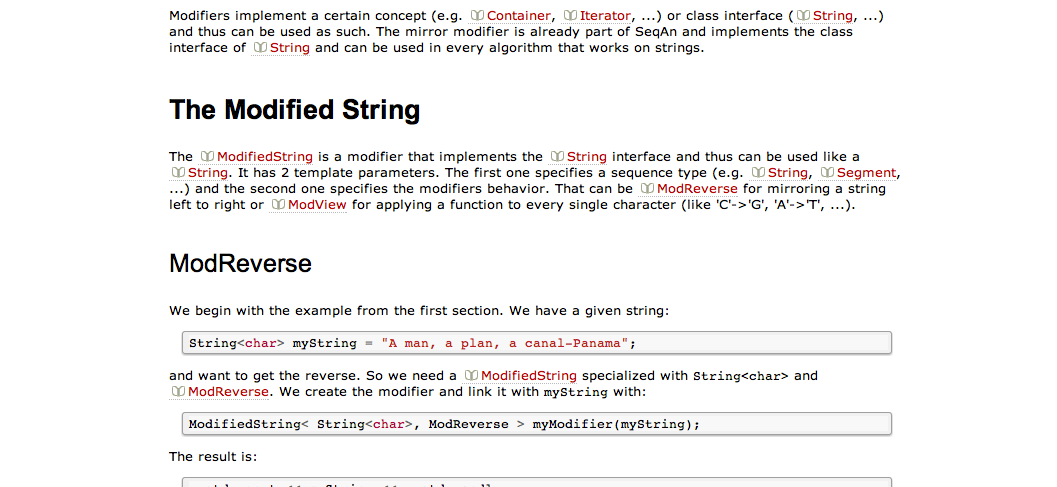 Modifiers implement a certain concept (e.g. Container, Iterator, ...) or class interface ( String, ...)
and thus can be used as such. The mirror modifier is already part of SeqAn and implements the class
interface of String and can be used in every algorithm that works on strings.
The Modified String
The ModifiedString is a modifier that implements the String interface and thus can be used like a
String. It has 2 template parameters. The first one specifies a sequence type (e.g. String, Segment,
...) and the second one specifies the modifiers behavior. That can be ModReverse for mirroring a string
left to right or ModView for applying a function to every single character (like 'C'->'G', 'A'->'T', ...).
ModReverse
We begin with the example from the first section. We have a given string:
String<char> myString = "A man, a plan, a canal-Panama";
and want to get the reverse. So we need a ModifiedString specialized with String<char> and
ModReverse. We create the modifier and link it with myString with:
ModifiedString< String<char>, ModReverse > myModifier(myString);
The result is: